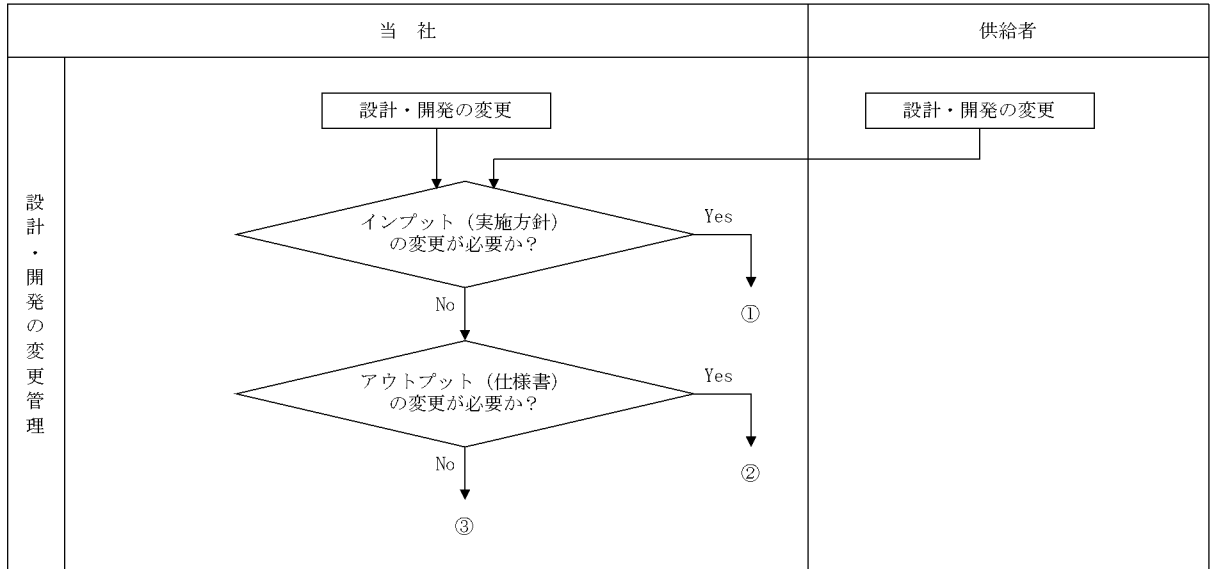 当　社
供給者
設計・開発の変更
設計・開発の変更
設計・開発の変更管理
インプット（実施方針）
の変更が必要か？
Yes
①
No
アウトプット（仕様書）
の変更が必要か？
Yes
②
No
③